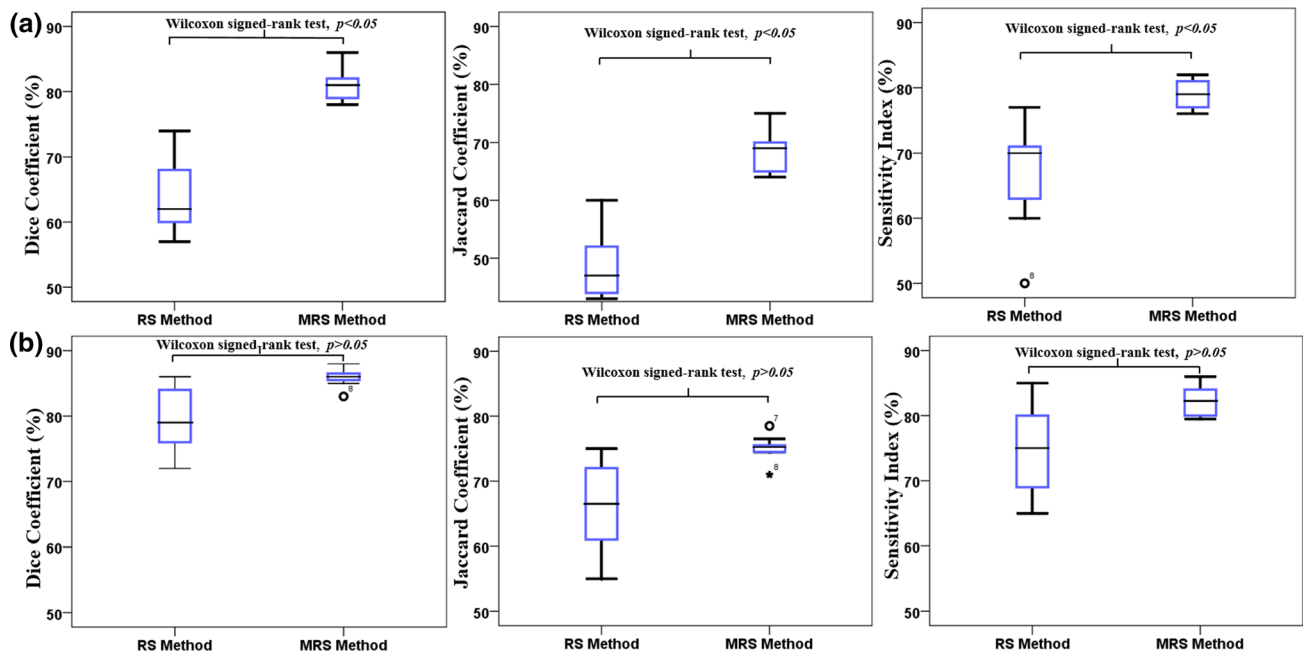 (a)
Wilcoxon signed-rank test, p<0.05
Dice Coefficient (%)
90
80
70
60
50
RS Method
MRS Method
Wilcoxon signed-rank test, p<0.05
Jaccard Coefficient (%)
90
80
70
60
50
RS Method
MRS Method
Wilcoxon signed-rank test, p<0.05
Sensitivity Index (%)
90
80
70
60
50
8
RS Method
MRS Method
(b)
Wilcoxon signed-rank test, p>0.05
Dice Coefficient (%)
90
80
70
60
50
8
RS Method
MRS Method
Wilcoxon signed-rank test, p>0.05
Jaccard Coefficient (%)
90
80
70
60
50
7
8
RS Method
MRS Method
Wilcoxon signed-rank test, p>0.05
Sensitivity Index (%)
90
80
70
60
50
RS Method
MRS Method